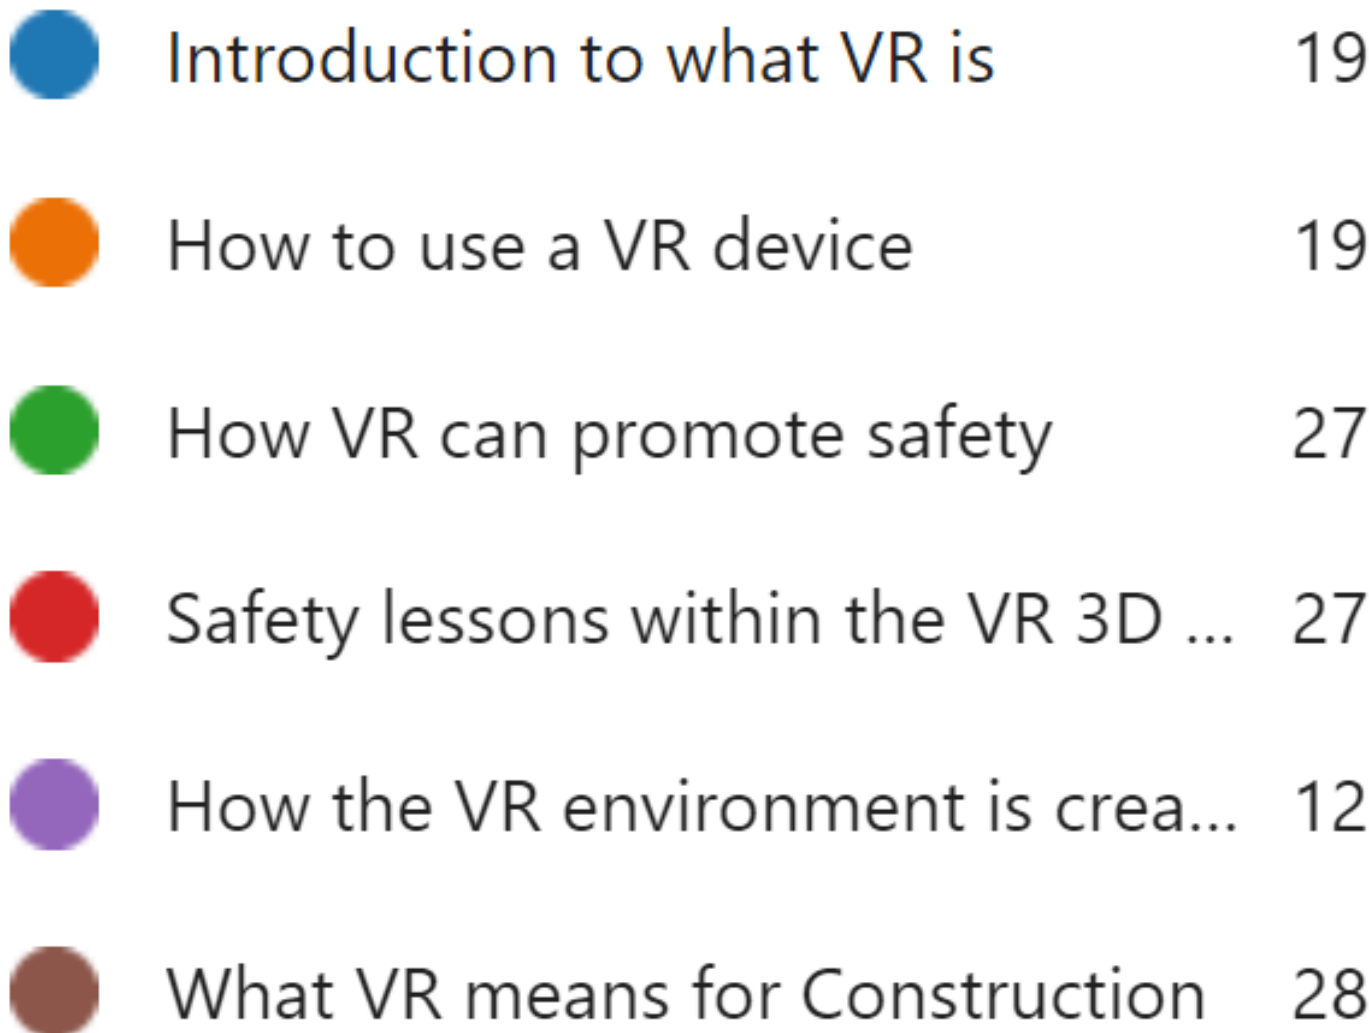 Introduction to what VR is 19
How to use a VR device 19
How VR can promote safety 27
Safety lessons within the VR 3D ... 27
How the VR environment is crea... 12
What VR means for Construction 28